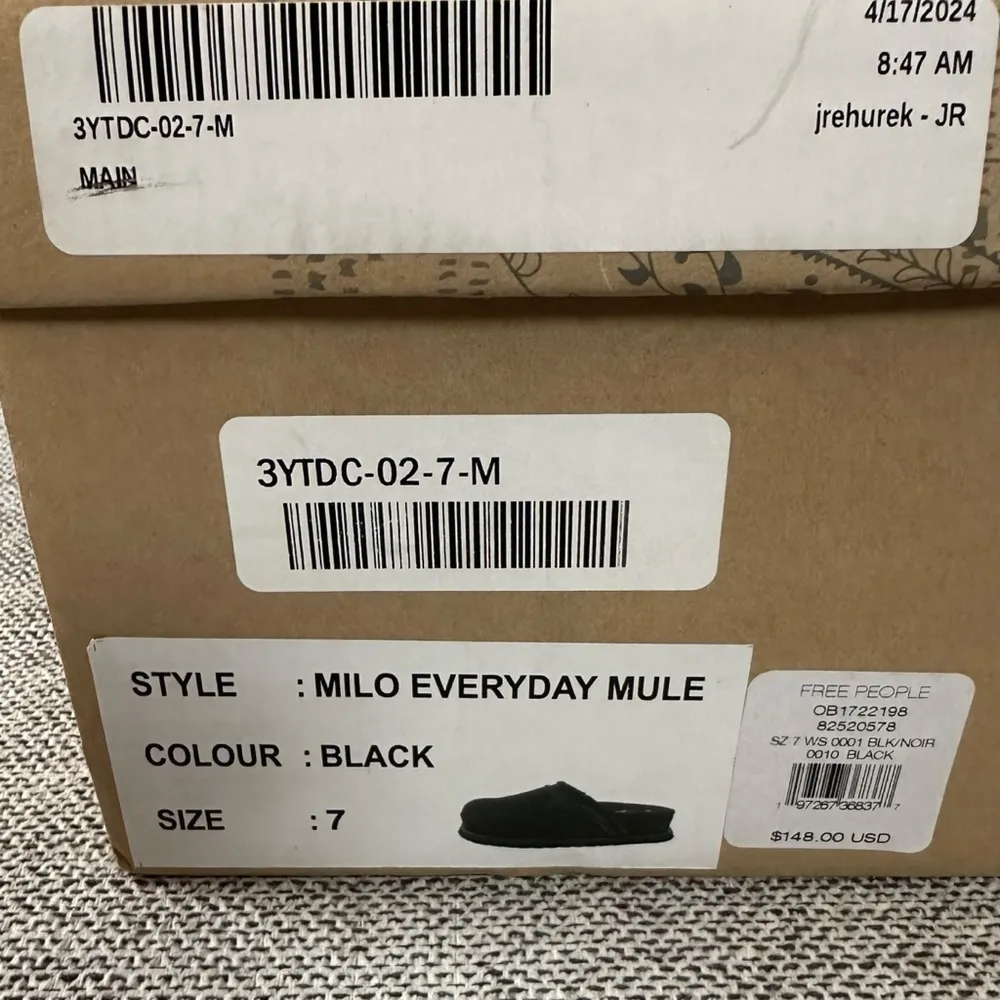 4/17/2024
8:47 AM
3YTDC-02-7-M
jrehurek - JR
MAIN
3YTDC-02-7-M
STYLE : MILO EVERYDAY MULE
COLOUR : BLACK
SIZE : 7
FREE PEOPLE
OB1722198
82520578
SZ 7 WS 0001 BLK/NOIR
0010 BLACK
1 97267 36837 7
$148.00 USD